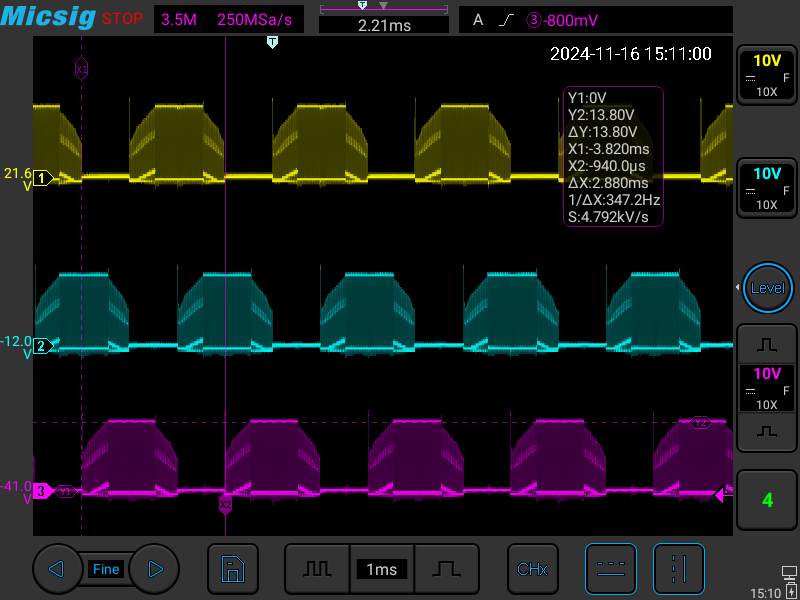 Micsig STOP 3.5M 250MSa/s T 2.21ms A ③-800mV
T
2024-11-16 15:11:00
X1
10V
F
10X
Y1:0V
Y2:13.80V
ΔY:13.80V
X1:-3.820ms
X2:-940.0μs
ΔX:2.880ms
1/ΔX:347.2Hz
S:4.792kV/s
21.6
V
1
10V
F
10X
Level
-12.0
V
2
10V
F
10X
Y2
-41.0
V
3
Y1
X2
4
Fine
1ms
CHx
15:10